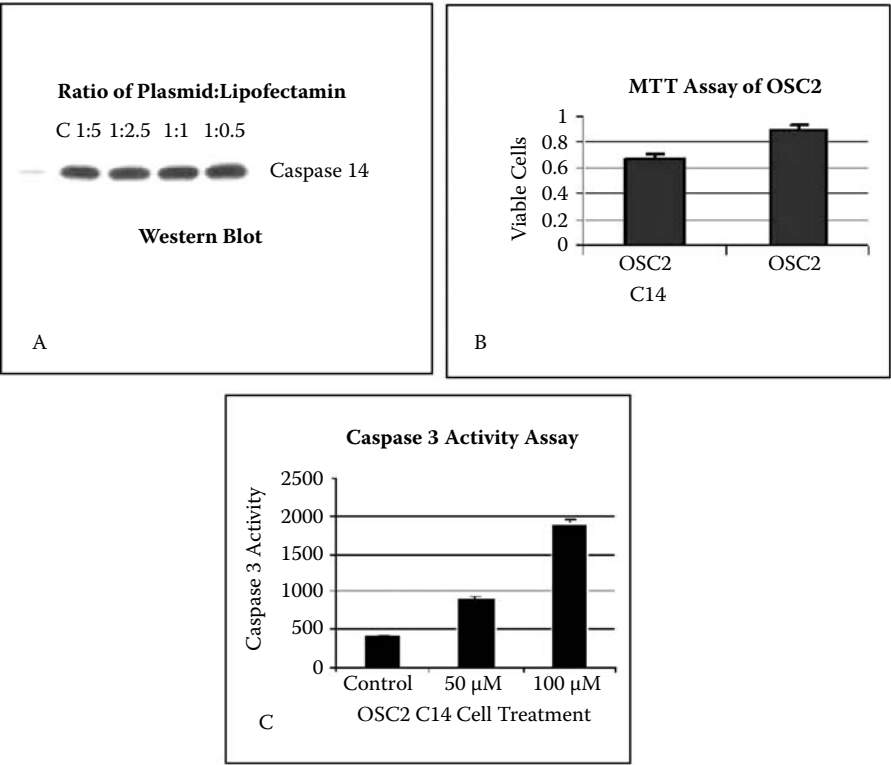 Ratio of Plasmid:Lipofectamin
C 1:5 1:2.5 1:1 1:0.5
Caspase 14
Western Blot
A
MTT Assay of OSC2
Viable Cells
1
0.8
0.6
0.4
0.2
0
OSC2
C14
OSC2
B
Caspase 3 Activity Assay
Caspase 3 Activity
2500
2000
1500
1000
500
0
Control 50 μM 100 μM
OSC2 C14 Cell Treatment
C